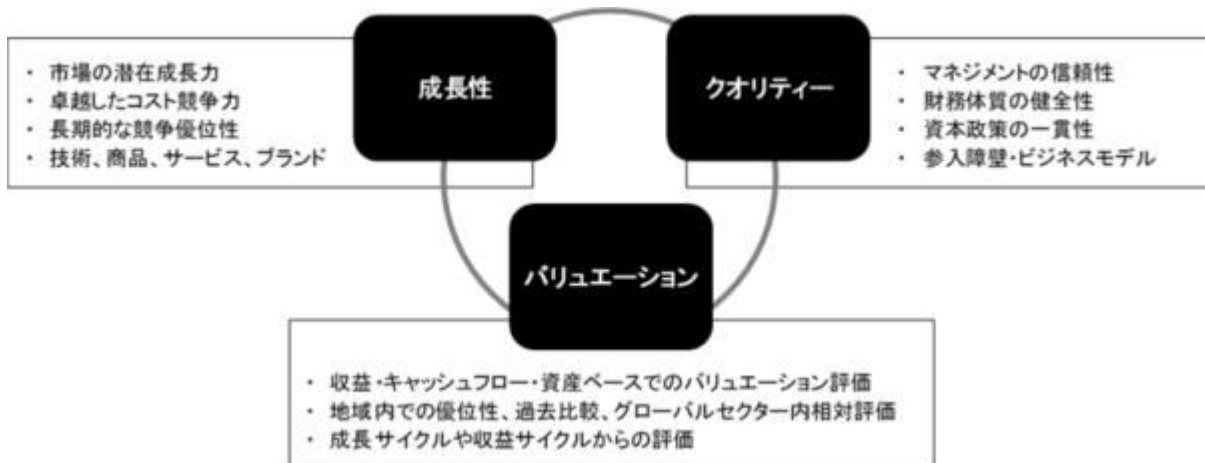 成長性
・ 市場の潜在成長力
・ 卓越したコスト競争力
・ 長期的な競争優位性
・ 技術、商品、サービス、ブランド
クオリティー
・ マネジメントの信頼性
・ 財務体質の健全性
・ 資本政策の一貫性
・ 参入障壁・ビジネスモデル
バリュエーション
・ 収益・キャッシュフロー・資産ベースでのバリュエーション評価
・ 地域内での優位性、過去比較、グローバルセクター内相対評価
・ 成長サイクルや収益サイクルからの評価